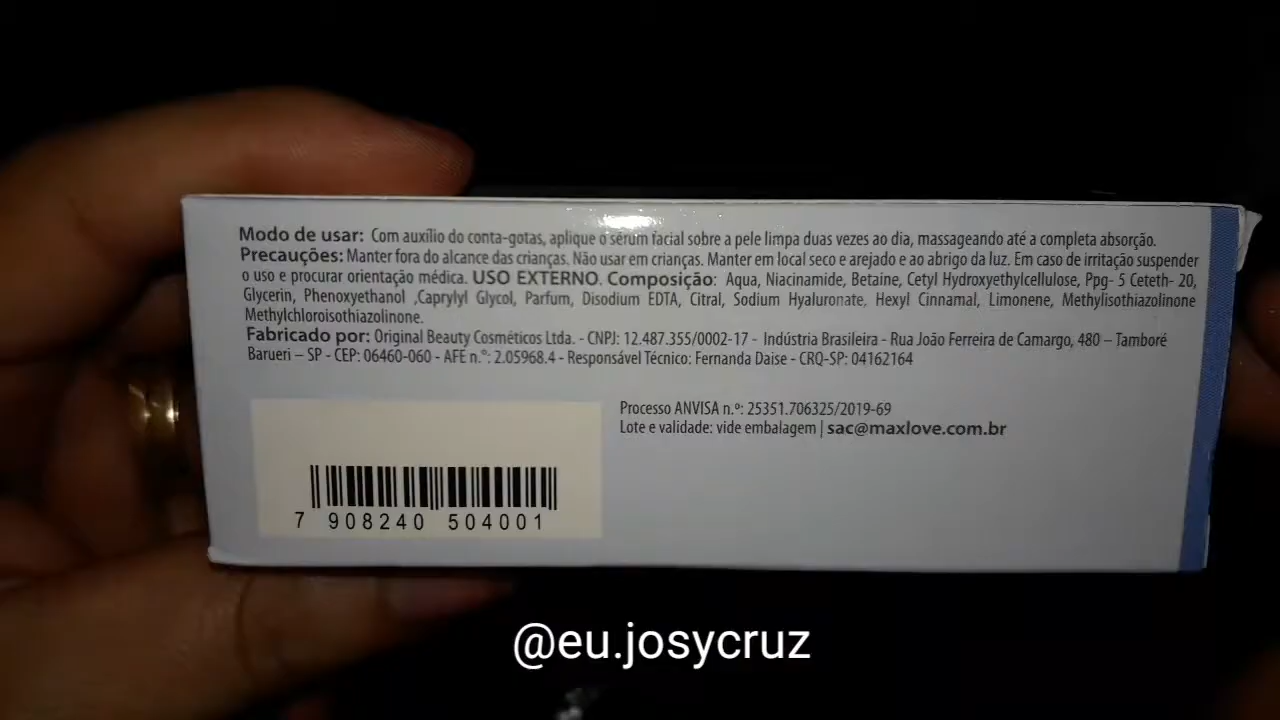 Modo de usar: Com auxílio do conta-gotas, aplique o sérum facial sobre a pele limpa duas vezes ao dia, massageando até a completa absorção.
Precauções: Manter fora do alcance das crianças. Não usar em crianças. Manter em local seco e arejado e ao abrigo da luz. Em caso de irritação suspender
o uso e procurar orientação médica. USO EXTERNO. Composição: Aqua, Niacinamide, Betaine, Cetyl Hydroxyethylcellulose, Ppg- 5 Ceteth- 20,
Glycerin, Phenoxyethanol ,Caprylyl Glycol, Parfum, Disodium EDTA, Citral, Sodium Hyaluronate, Hexyl Cinnamal, Limonene, Methylisothiazolinone
Methylchloroisothiazolinone.
Fabricado por: Original Beauty Cosméticos Ltda. - CNPJ: 12.487.355/0002-17 - Indústria Brasileira - Rua João Ferreira de Camargo, 480 – Tamboré
Barueri – SP - CEP: 06460-060 - AFE n.º: 2.05968.4 - Responsável Técnico: Fernanda Daise - CRQ-SP: 04162164
Processo ANVISA n.º: 25351.706325/2019-69
Lote e validade: vide embalagem | sac@maxlove.com.br
7 908240 504001
@eu.josycruz